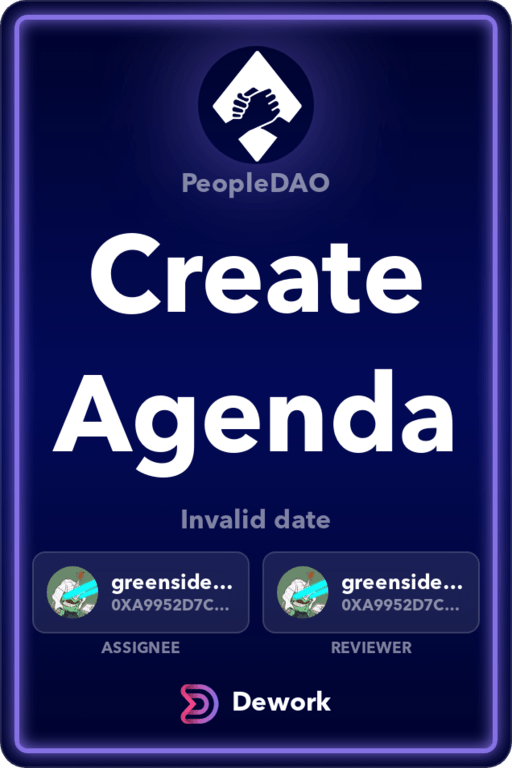 PeopleDAO
Create
Agenda
Invalid date
greenside...
0XA9952D7C...
greenside...
0XA9952D7C...
ASSIGNEE
REVIEWER
Dework